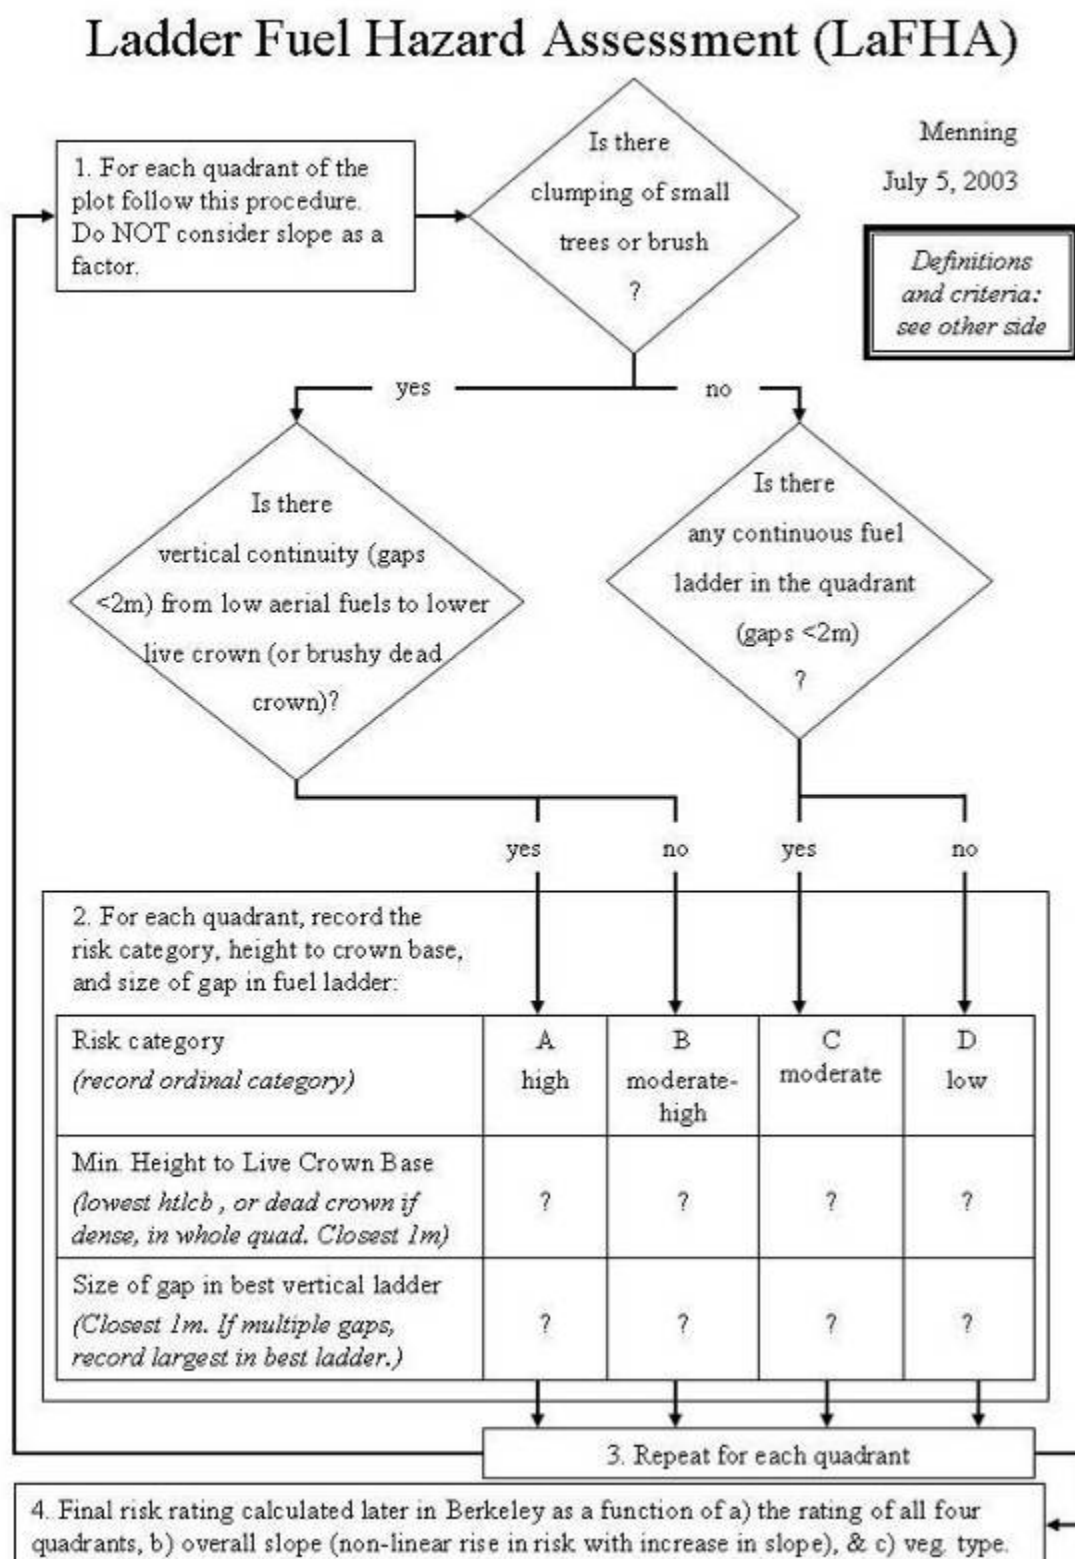 Ladder Fuel Hazard Assessment (LaFHA)
Menning
July 5, 2003
Definitions
and criteria:
see other side
1. For each quadrant of the
plot follow this procedure.
Do NOT consider slope as a
factor.
Is there
clumping of small
trees or brush
?
yes
no
Is there
vertical continuity (gaps
<2m) from low aerial fuels to lower
live crown (or brushy dead
crown)?
Is there
any continuous fuel
ladder in the quadrant
(gaps <2m)
?
yes
no
yes
no
2. For each quadrant, record the
risk category, height to crown base,
and size of gap in fuel ladder:
Risk category
(record ordinal category)
A
high
B
moderate-
high
C
moderate
D
low
Min. Height to Live Crown Base
(lowest htlcb , or dead crown if
dense, in whole quad. Closest 1m)
?
?
?
?
Size of gap in best vertical ladder
(Closest 1m. If multiple gaps,
record largest in best ladder.)
?
?
?
?
3. Repeat for each quadrant
4. Final risk rating calculated later in Berkeley as a function of a) the rating of all four
quadrants, b) overall slope (non-linear rise in risk with increase in slope), & c) veg. type.